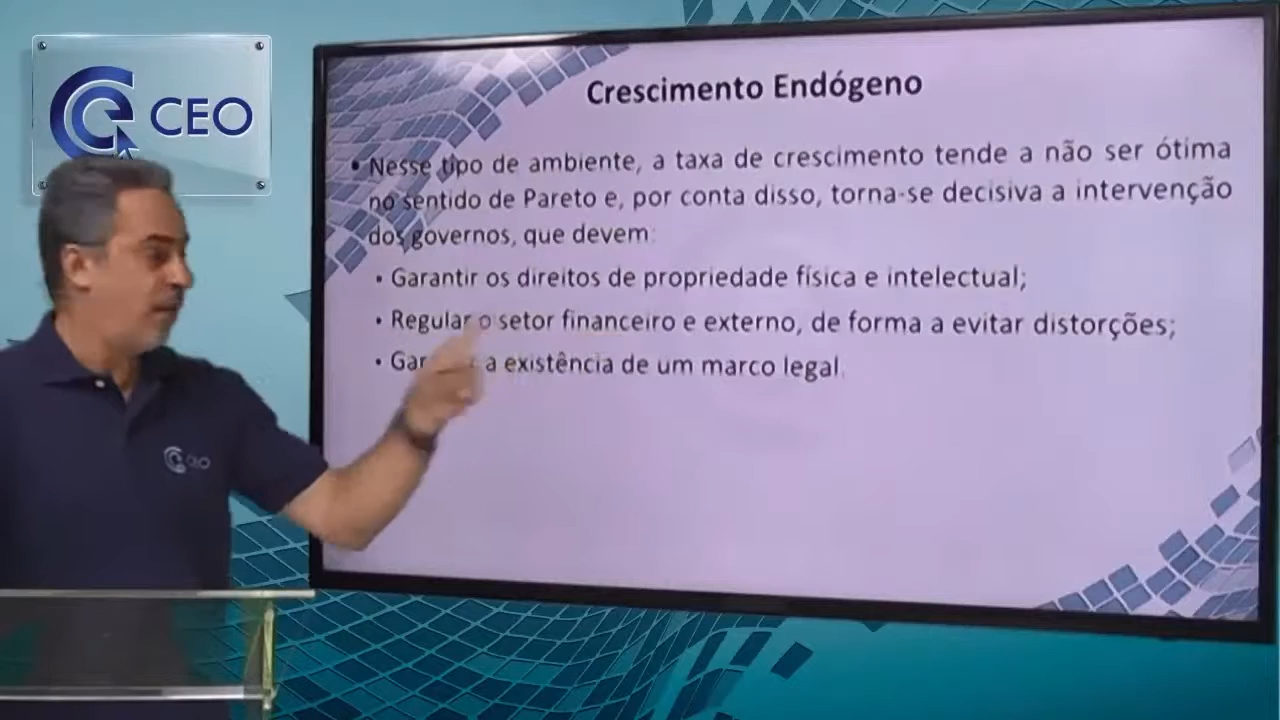 CEO
Crescimento Endógeno
• Nesse tipo de ambiente, a taxa de crescimento tende a não ser ótima
no sentido de Pareto e, por conta disso, torna-se decisiva a intervenção
dos governos, que devem:
• Garantir os direitos de propriedade física e intelectual;
• Regular o setor financeiro e externo, de forma a evitar distorções;
• a existência de um marco legal.
CEO